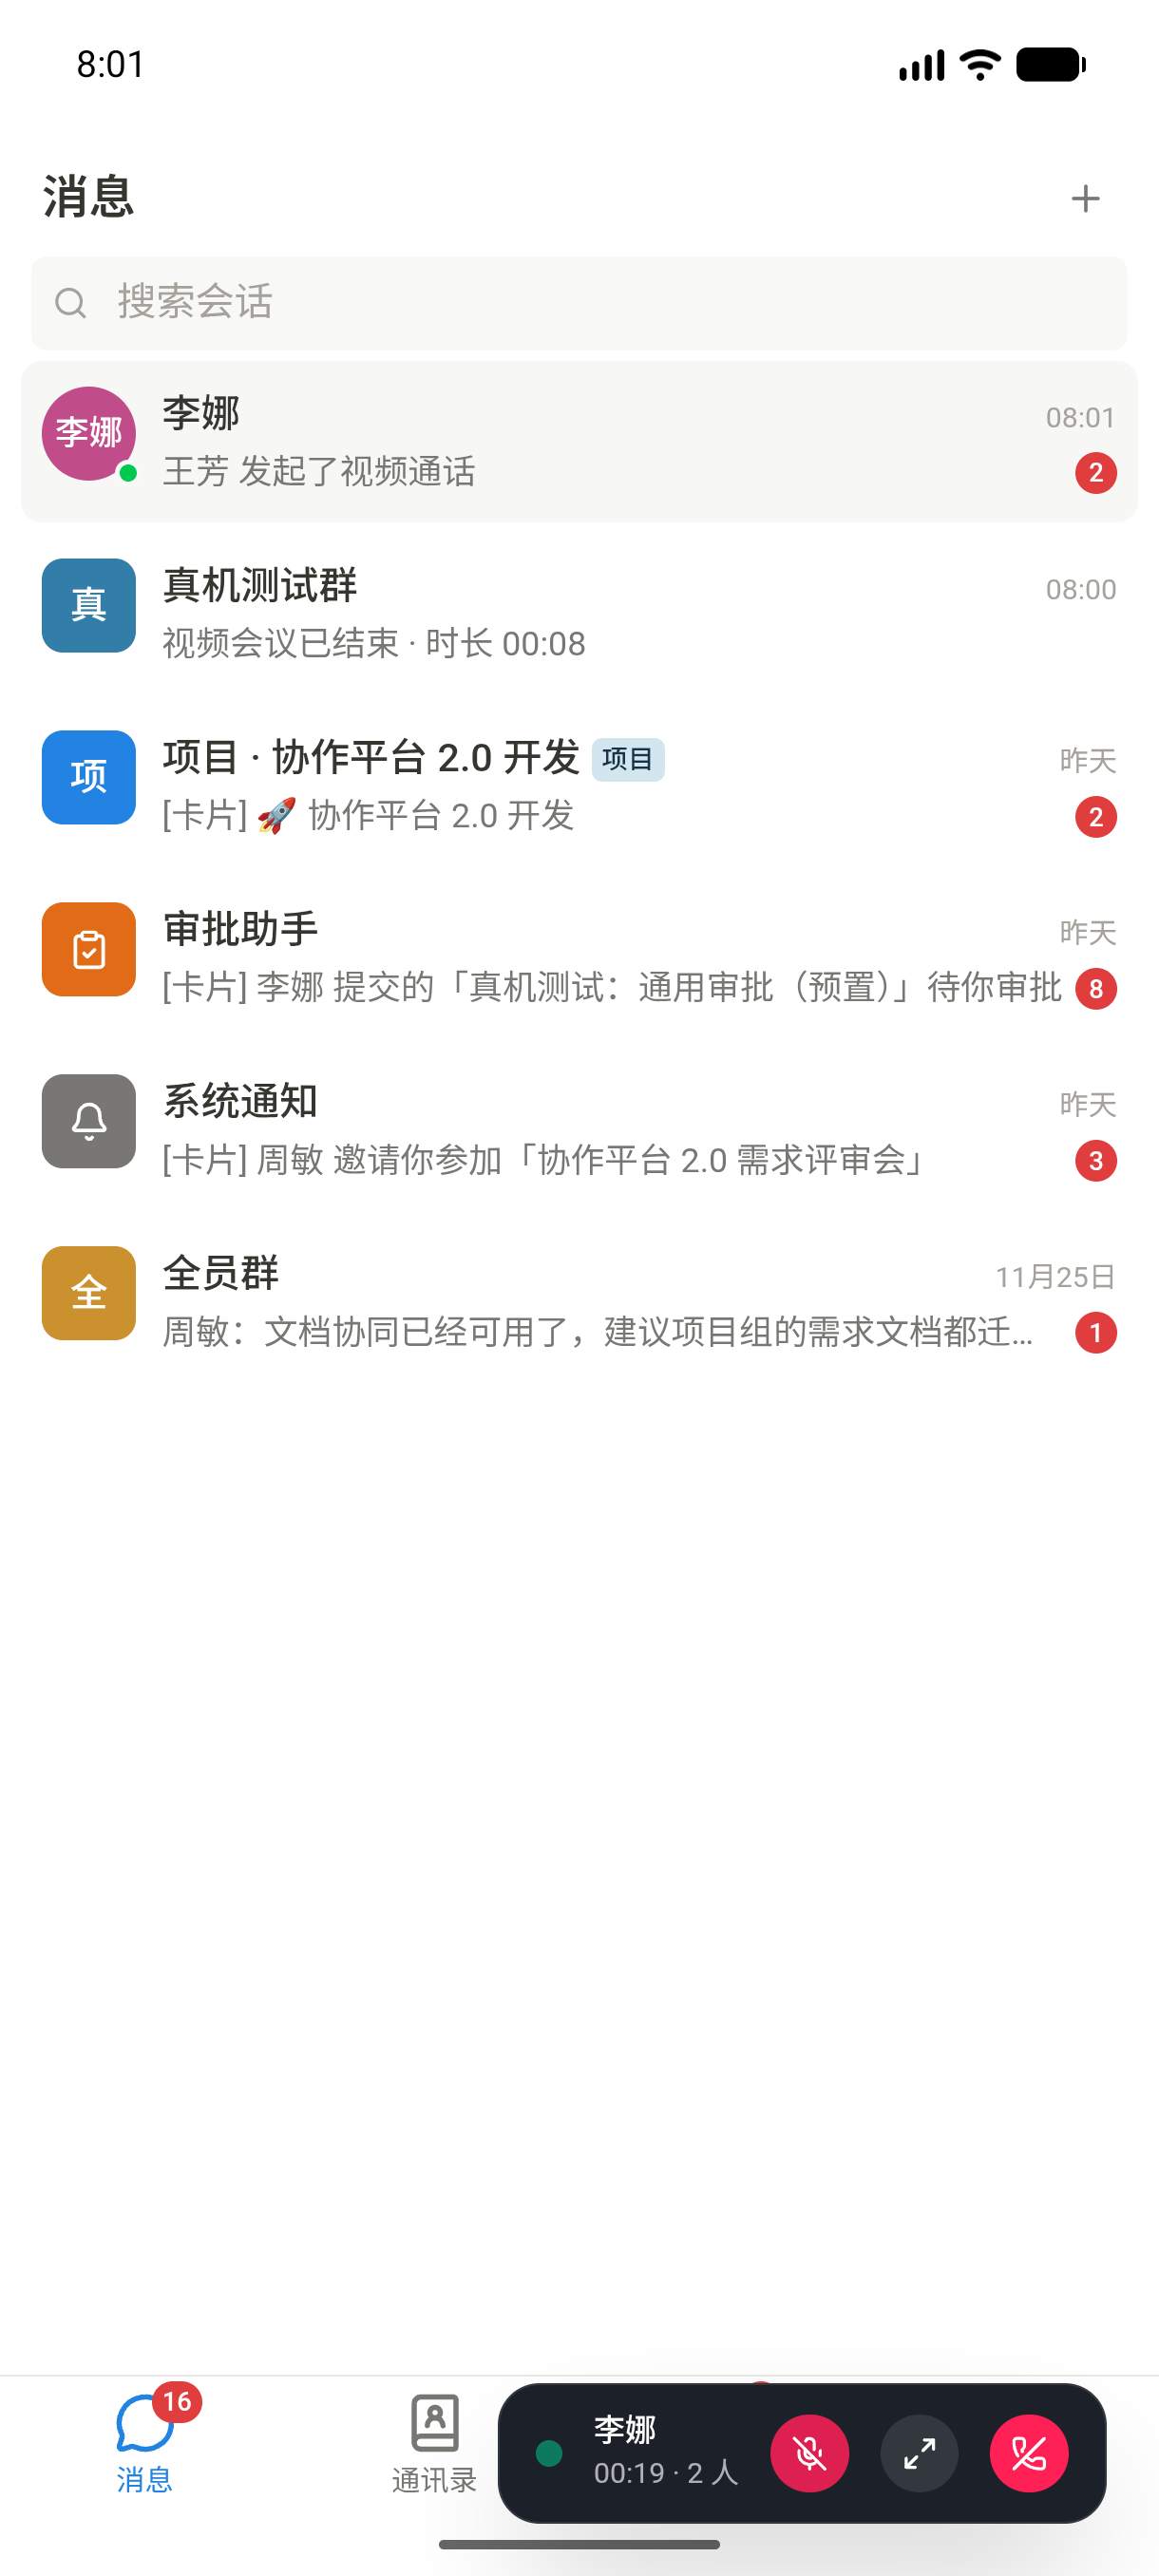 8:01
消息
搜索会话
李娜
李娜
08:01
王芳 发起了视频通话
2
真
真机测试群
08:00
视频会议已结束 · 时长 00:08
项
项目 · 协作平台 2.0 开发 项目
昨天
[卡片] 🚀 协作平台 2.0 开发
2
审批助手
昨天
[卡片] 李娜 提交的「真机测试：通用审批（预置）」待你审批
8
系统通知
昨天
[卡片] 周敏 邀请你参加「协作平台 2.0 需求评审会」
3
全
全员群
11月25日
周敏：文档协同已经可用了，建议项目组的需求文档都迁...
1
16
消息
通讯录
李娜
00:19 · 2 人